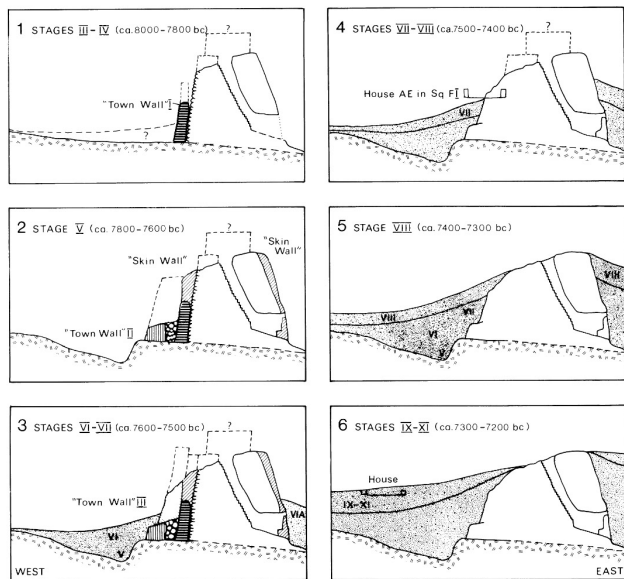 1 STAGES III-IV (ca. 8000-7800 bc)
?
"Town Wall" I
?
2 STAGE V (ca. 7800-7600 bc)
?
"Skin Wall"
"Skin Wall"
"Town Wall" II
3 STAGES VI-VII (ca. 7600-7500 bc)
?
"Town Wall" III
VI
V
VIA
WEST
4 STAGES VII-VIII (ca. 7500-7400 bc)
?
House AE in Sq FI
VII
5 STAGE VIII (ca. 7400-7300 bc)
VIII
VIII
VII
VI
V
6 STAGES IX-XI (ca. 7300-7200 bc)
House
IX-XI
EAST